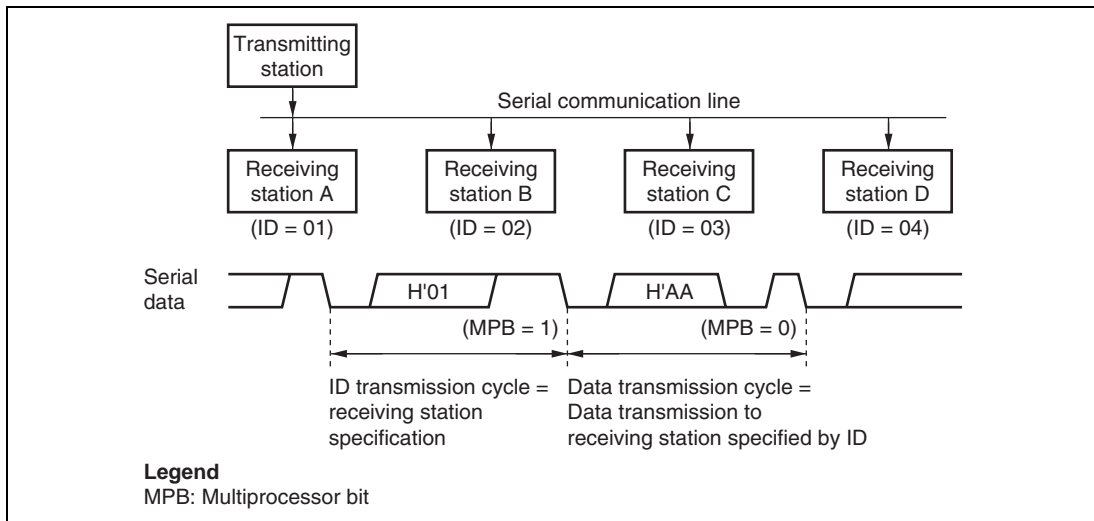 Transmitting
station
Serial communication line
Receiving
station A
Receiving
station B
Receiving
station C
Receiving
station D
(ID = 01)
(ID = 02)
(ID = 03)
(ID = 04)
Serial
data
H'01
H'AA
(MPB = 1)
(MPB = 0)
ID transmission cycle =
receiving station
specification
Data transmission cycle =
Data transmission to
receiving station specified by ID
Legend
MPB: Multiprocessor bit